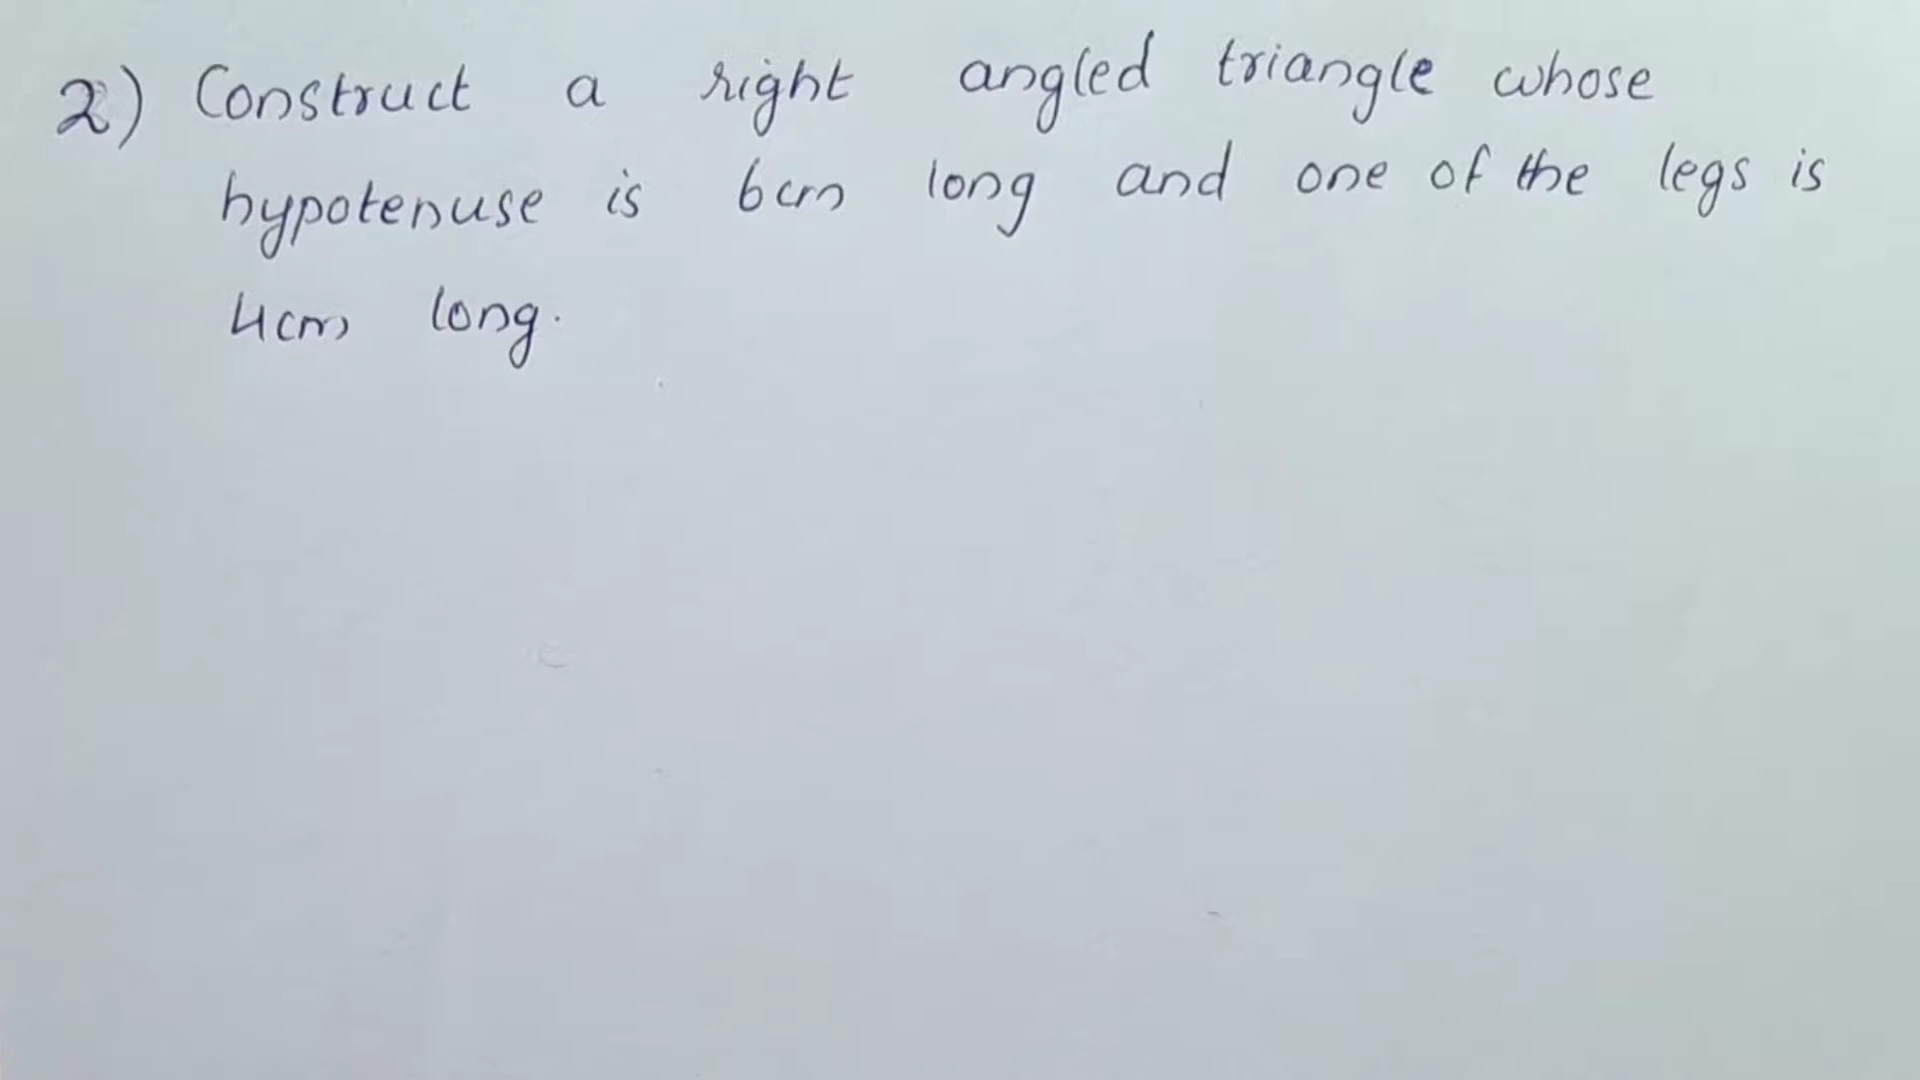 2) Construct a right angled triangle whose
hypotenuse is 6cm long and one of the legs is
4cm long.